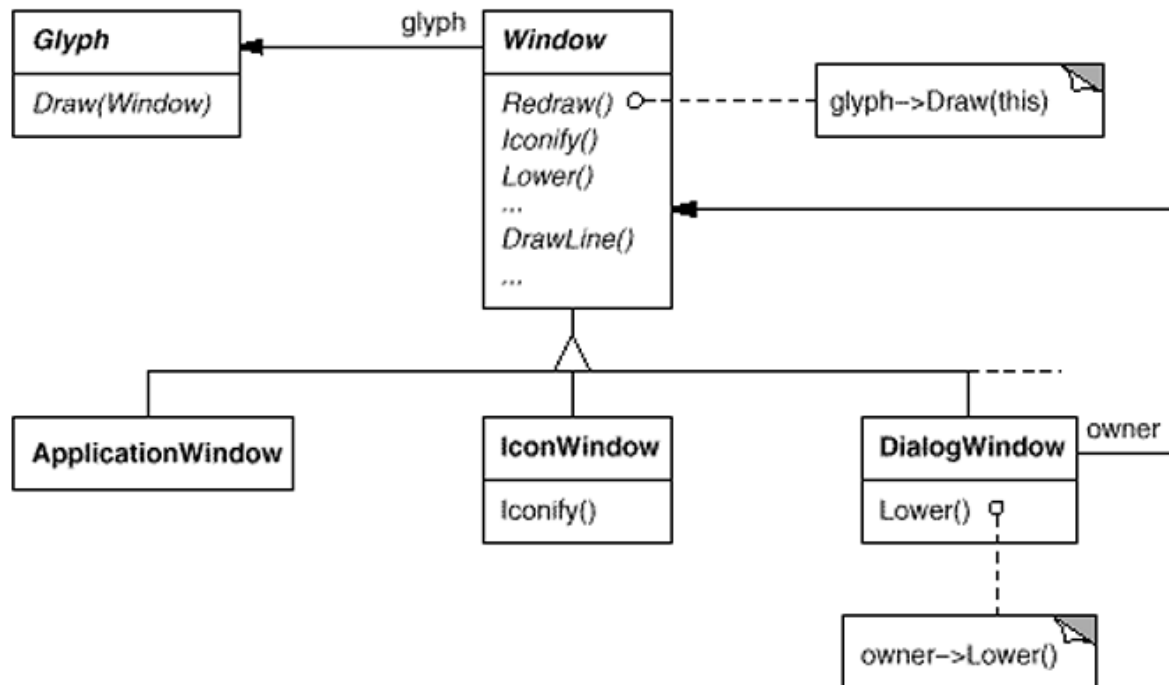 Glyph
Draw(Window)
glyph
Window
Redraw()
Iconify()
Lower()
...
DrawLine()
...
glyph->Draw(this)
ApplicationWindow
IconWindow
Iconify()
DialogWindow
Lower()
owner
owner->Lower()